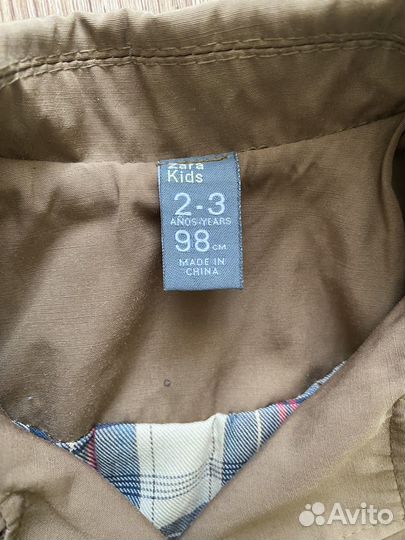 Zara
Kids
2-3
AÑOS-YEARS
98 CM
MADE IN
CHINA
Avito